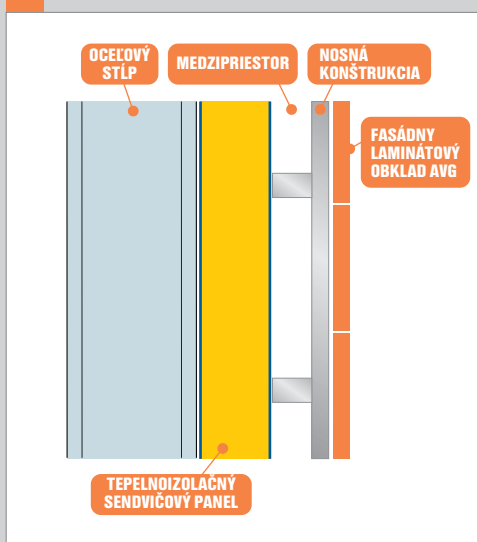 OCEĽOVÝ
STĹP
MEDZIPRIESTOR
NOSNÁ
KONŠTRUKCIA
FASÁDNY
LAMINÁTOVÝ
OBKLAD AVG
TEPELNOIZOLAČNÝ
SENDVIČOVÝ PANEL